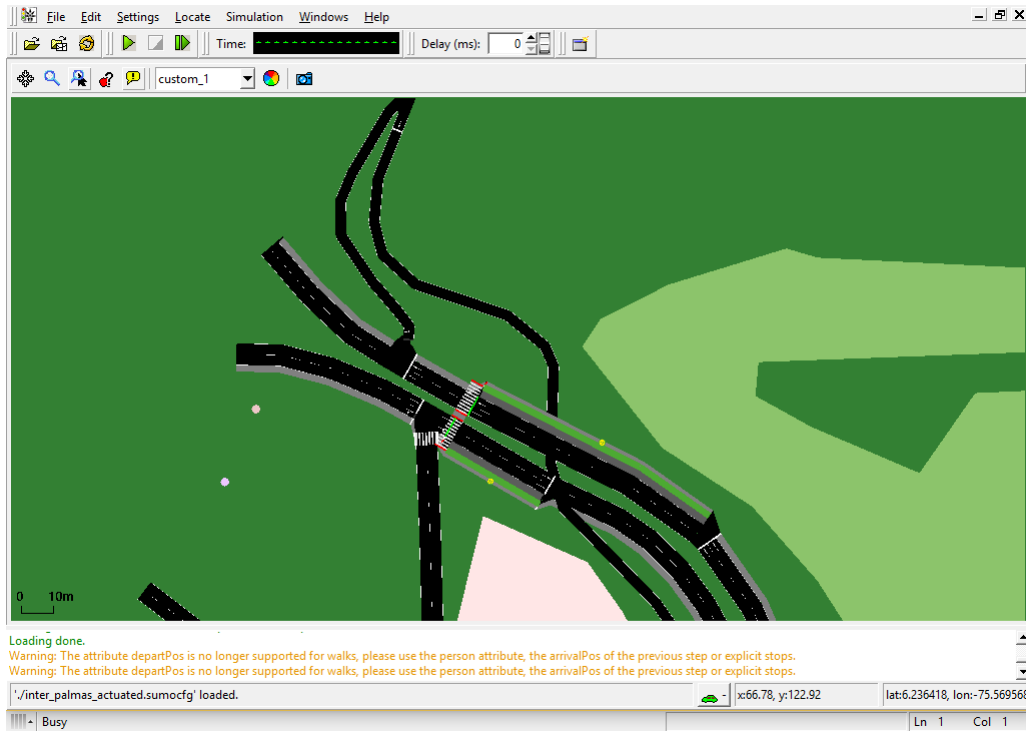 File Edit Settings Locate Simulation Windows Help
Time: Delay (ms): 0
custom_1
0 10m
Loading done.
Warning: The attribute departPos is no longer supported for walks, please use the person attribute, the arrivalPos of the previous step or explicit stops.
Warning: The attribute departPos is no longer supported for walks, please use the person attribute, the arrivalPos of the previous step or explicit stops.
'./inter_palmas_actuated.sumocfg' loaded. x:66.78, y:122.92 lat:6.236418, lon:-75.569568
Busy Ln 1 Col 1